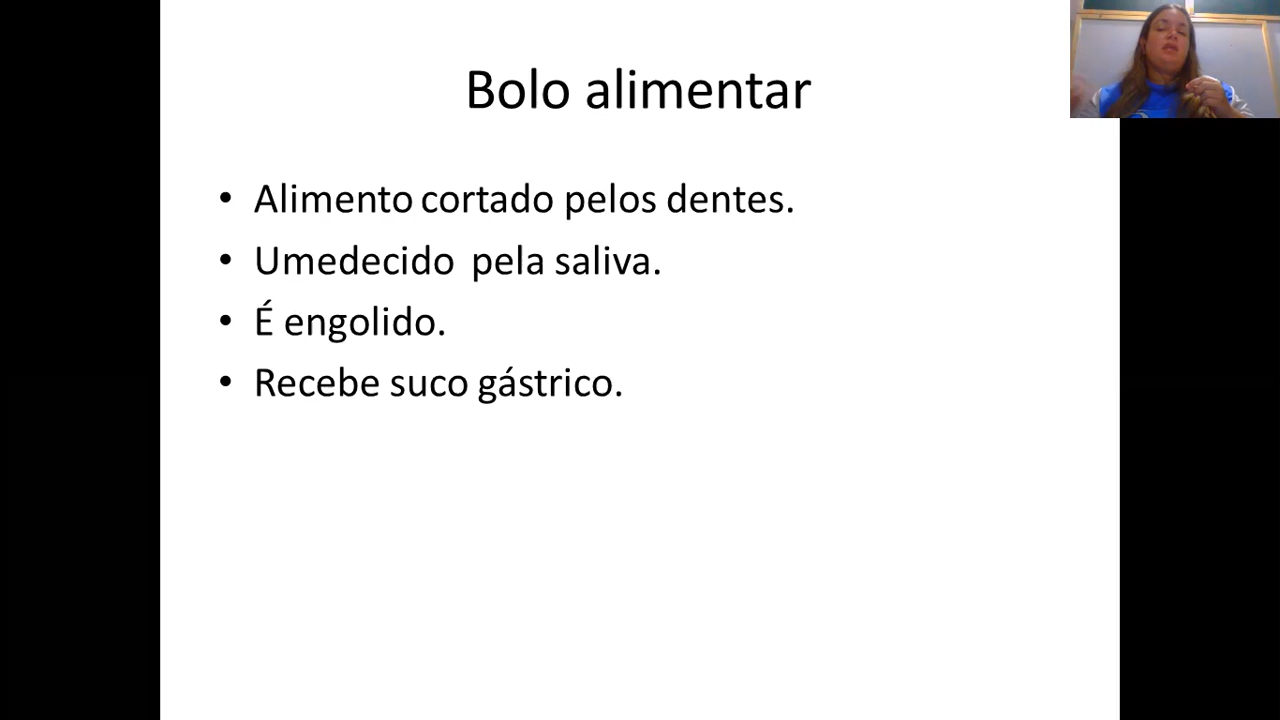 Bolo alimentar
• Alimento cortado pelos dentes.
• Umedecido pela saliva.
• É engolido.
• Recebe suco gástrico.